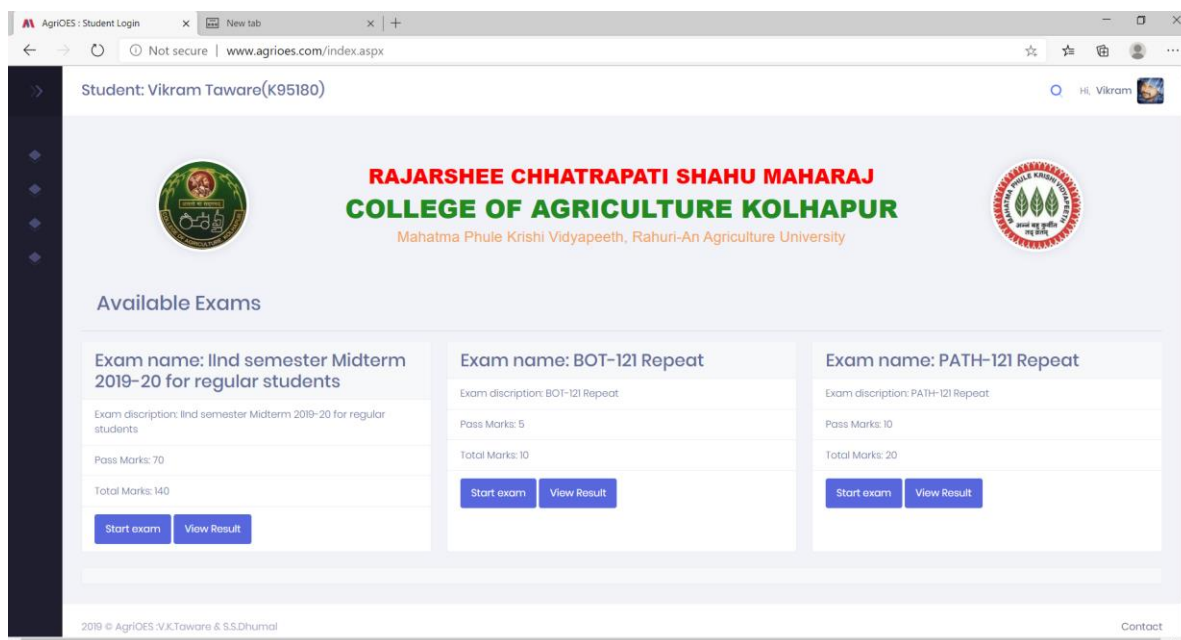 AgriOES : Student Login
New tab
Not secure | www.agrioes.com/index.aspx
Student: Vikram Taware(K95180)
Hi, Vikram
RAJARSHEE CHHATRAPATI SHAHU MAHARAJ
COLLEGE OF AGRICULTURE KOLHAPUR
Mahatma Phule Krishi Vidyapeeth, Rahuri-An Agriculture University
Available Exams
Exam name: IInd semester Midterm
2019-20 for regular students
Exam discription: IInd semester Midterm 2019-20 for regular
students
Pass Marks: 70
Total Marks: 140
Start exam
View Result
Exam name: BOT-121 Repeat
Exam discription: BOT-121 Repeat
Pass Marks: 5
Total Marks: 10
Start exam
View Result
Exam name: PATH-121 Repeat
Exam discription: PATH-121 Repeat
Pass Marks: 10
Total Marks: 20
Start exam
View Result
2019 © AgriOES :V.K.Taware & S.S.Dhumal
Contact